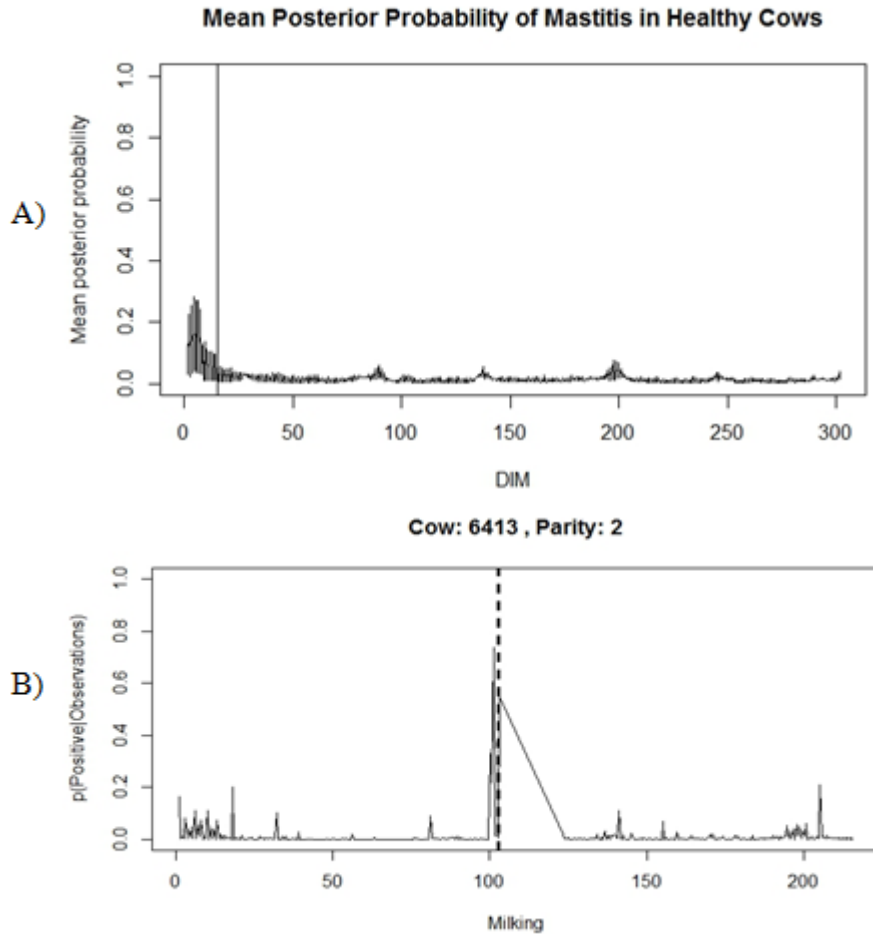 Mean Posterior Probability of Mastitis in Healthy Cows
A)
Mean posterior probability
1.0
0.8
0.6
0.4
0.2
0.0
0 50 100 150 200 250 300
DIM
Cow: 6413 , Parity: 2
B)
p(Positive|Observations)
1.0
0.8
0.6
0.4
0.2
0.0
0 50 100 150 200
Milking